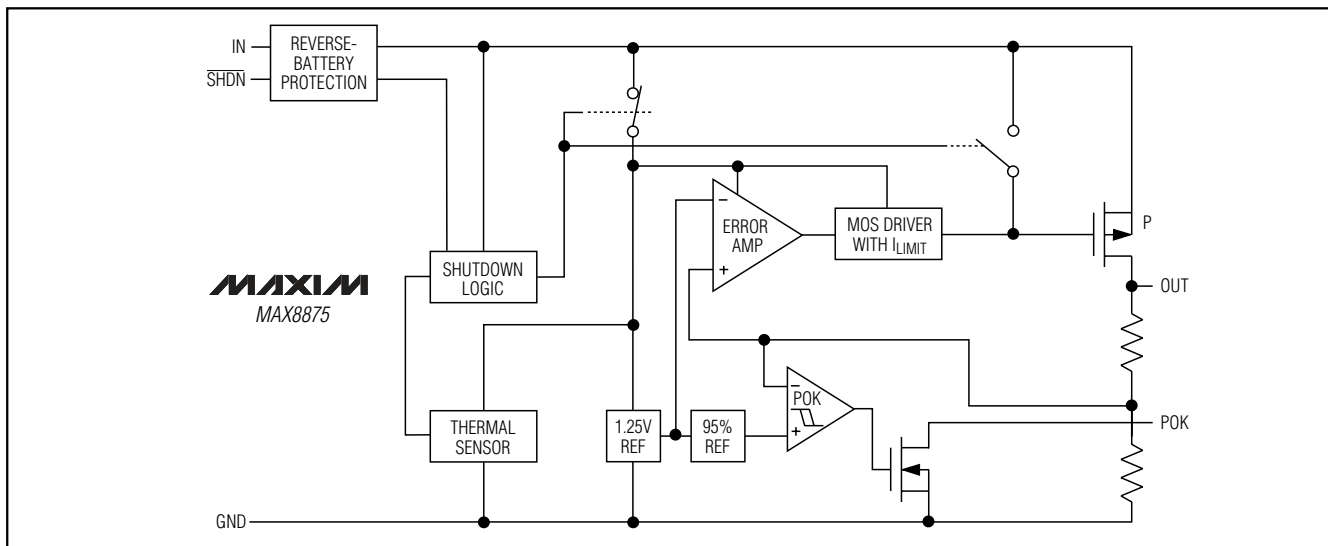 IN
SHDN
REVERSE-
BATTERY
PROTECTION
MAXIM
MAX8875
SHUTDOWN
LOGIC
THERMAL
SENSOR
GND
1.25V
REF
95%
REF
−
ERROR
AMP
+
MOS DRIVER
WITH ILIMIT
−
POK
+
P
OUT
POK